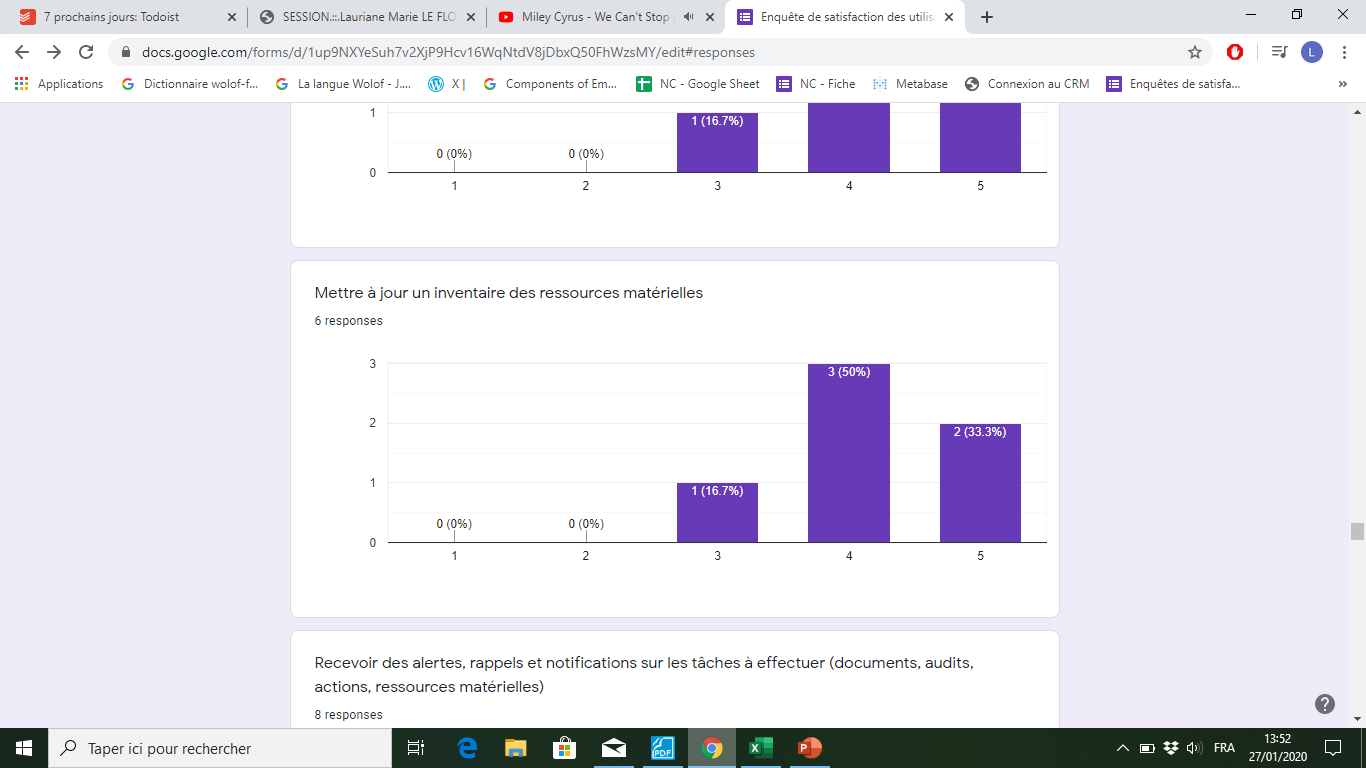 7 prochains jours: Todoist
SESSION.::.Lauriane Marie LE FLO
Miley Cyrus - We Can't Stop
Enquête de satisfaction des utilis
docs.google.com/forms/d/1up9NXYeSuh7v2XjP9Hcv16WqNtdV8jDbxQ50FhWzsMY/edit#responses
L
Applications
Dictionnaire wolof-f...
La langue Wolof - J....
X |
Components of Em...
NC - Google Sheet
NC - Fiche
Metabase
Connexion au CRM
Enquêtes de satisfa...
»
1
1 (16.7%)
0 (0%) 0 (0%)
0
1 2 3 4 5
Mettre à jour un inventaire des ressources matérielles
6 responses
3
3 (50%)
2
2 (33.3%)
1
1 (16.7%)
0 (0%) 0 (0%)
0
1 2 3 4 5
Recevoir des alertes, rappels et notifications sur les tâches à effectuer (documents, audits,
actions, ressources matérielles)
8 responses
?
Taper ici pour rechercher
PDF
FRA
13:52
27/01/2020